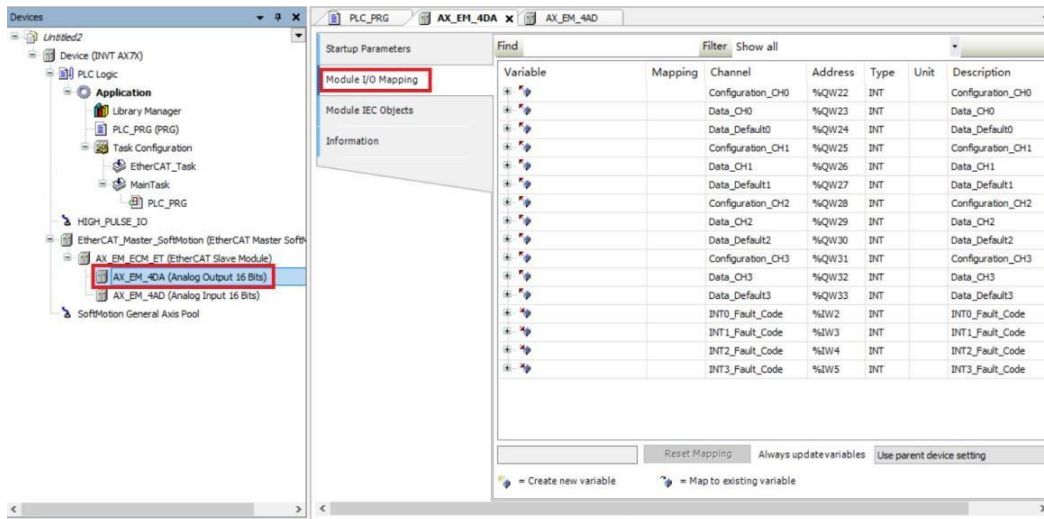 Devices
Untitled2
Device (INVT AX7X)
PLC Logic
Application
Library Manager
PLC_PRG (PRG)
Task Configuration
EtherCAT_Task
MainTask
PLC_PRG
HIGH_PULSE_IO
EtherCAT_Master_SoftMotion (EtherCAT Master Soft
AX_EM_ECM_ET (EtherCAT Slave Module)
AX_EM_4DA (Analog Output 16 Bits)
AX_EM_4AD (Analog Input 16 Bits)
SoftMotion General Axis Pool
PLC_PRG AX_EM_4DA AX_EM_4AD
Startup Parameters
Module I/O Mapping
Module IEC Objects
Information
Find Filter Show all
Variable Mapping Channel Address Type Unit Description
Configuration_CH0 %QW22 INT Configuration_CH0
Data_CH0 %QW23 INT Data_CH0
Data_Default0 %QW24 INT Data_Default0
Configuration_CH1 %QW25 INT Configuration_CH1
Data_CH1 %QW26 INT Data_CH1
Data_Default1 %QW27 INT Data_Default1
Configuration_CH2 %QW28 INT Configuration_CH2
Data_CH2 %QW29 INT Data_CH2
Data_Default2 %QW30 INT Data_Default2
Configuration_CH3 %QW31 INT Configuration_CH3
Data_CH3 %QW32 INT Data_CH3
Data_Default3 %QW33 INT Data_Default3
INT0_Fault_Code %IW2 INT INT0_Fault_Code
INT1_Fault_Code %IW3 INT INT1_Fault_Code
INT2_Fault_Code %IW4 INT INT2_Fault_Code
INT3_Fault_Code %IW5 INT INT3_Fault_Code
Reset Mapping Always update variables Use parent device setting
= Create new variable = Map to existing variable